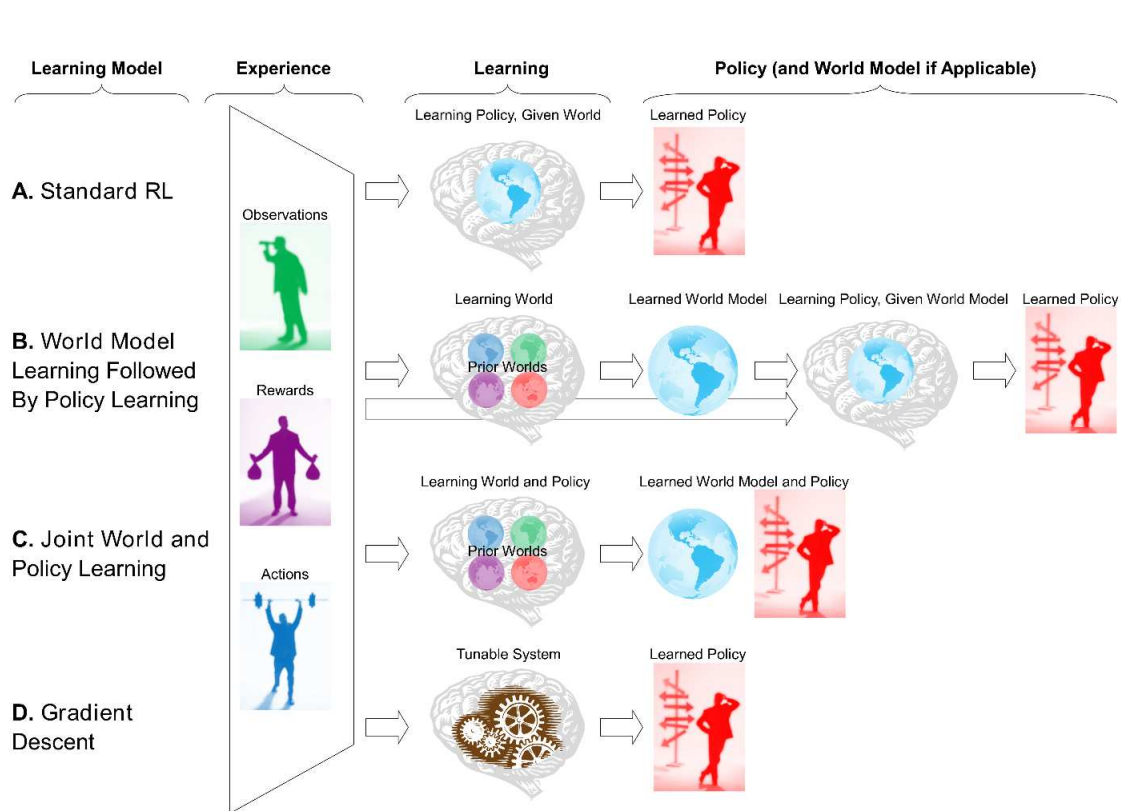 Learning Model
Experience
Learning
Policy (and World Model if Applicable)
A. Standard RL
Observations
Rewards
Actions
Learning Policy, Given World
Learned Policy
B. World Model
Learning Followed
By Policy Learning
Learning World
Prior Worlds
Learned World Model
Learning Policy, Given World Model
Learned Policy
C. Joint World and
Policy Learning
Learning World and Policy
Prior Worlds
Learned World Model and Policy
D. Gradient
Descent
Tunable System
Learned Policy